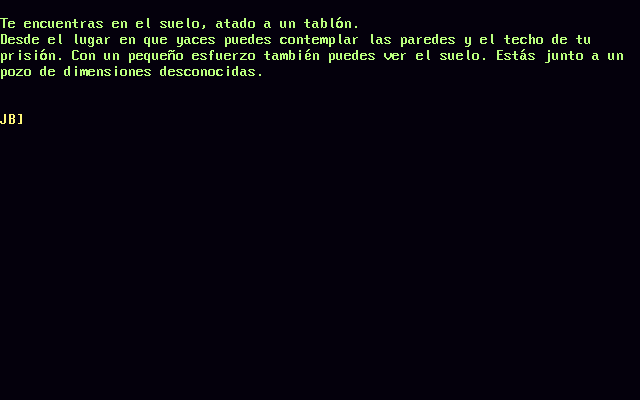 Te encuentras en el suelo, atado a un tablón.
Desde el lugar en que yaces puedes contemplar las paredes y el techo de tu
prisión. Con un pequeño esfuerzo también puedes ver el suelo. Estás junto a un
pozo de dimensiones desconocidas.
JB]